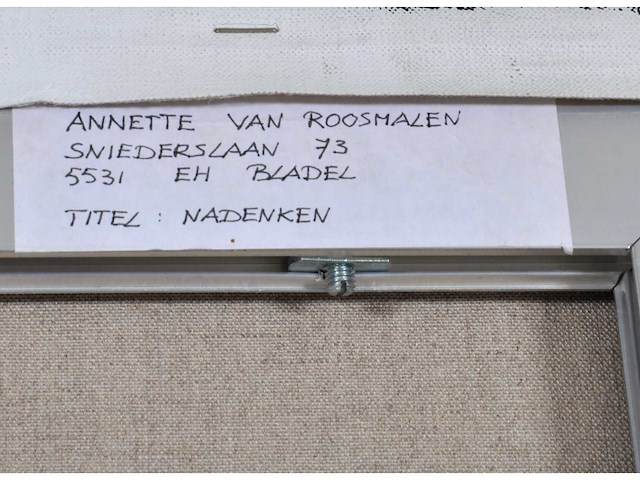 ANNETTE VAN ROOSMALEN
SNIEDERSLAAN 73
5531 EH BLADEL
TITEL : NADENKEN